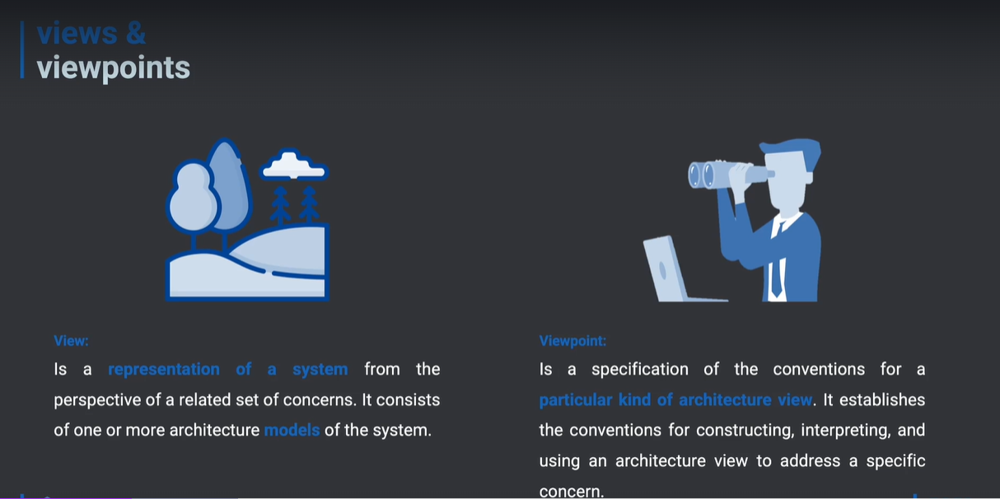 views &
viewpoints
View:
Is a representation of a system from the
perspective of a related set of concerns. It consists
of one or more architecture models of the system.
Viewpoint:
Is a specification of the conventions for a
particular kind of architecture view. It establishes
the conventions for constructing, interpreting, and
using an architecture view to address a specific
concern.